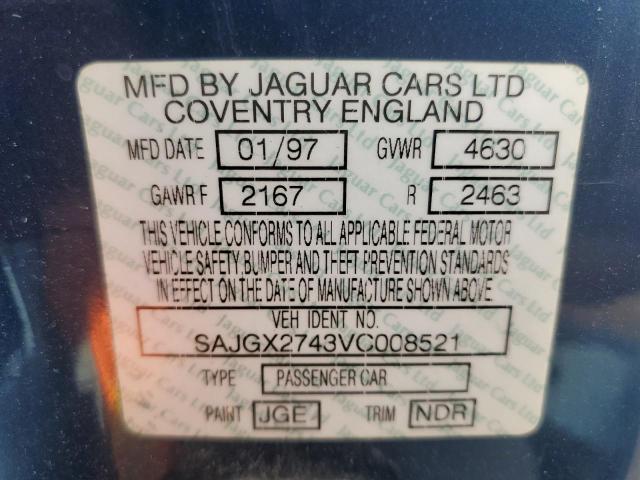 MFD BY JAGUAR CARS LTD
COVENTRY ENGLAND
MFD DATE 01/97 GVWR 4630
GAWR F 2167 R 2463
THIS VEHICLE CONFORMS TO ALL APPLICABLE FEDERAL MOTOR
VEHICLE SAFETY, BUMPER AND THEFT PREVENTION STANDARDS
IN EFFECT ON THE DATE OF MANUFACTURE SHOWN ABOVE.
VEH IDENT NO.
SAJGX2743VC008521
TYPE PASSENGER CAR
PAINT JGE TRIM NDR